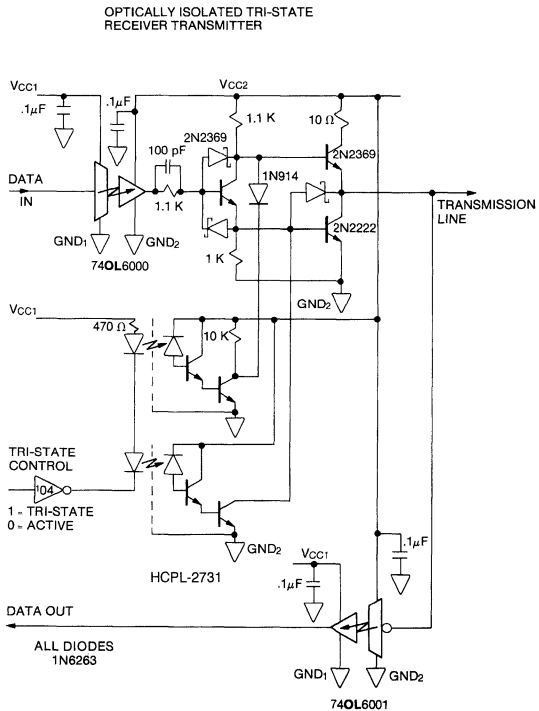 OPTICALLY ISOLATED TRI-STATE
RECEIVER TRANSMITTER
VCC1
VCC2
.1µF
.1µF
1.1 K
10 Ω
100 pF
2N2369
2N2369
1N914
DATA
IN
1.1 K
TRANSMISSION
LINE
2N2222
GND1
GND2
1 K
74OL6000
GND2
VCC1
470 Ω
10 K
TRI-STATE
CONTROL
'04
1 = TRI-STATE
0 = ACTIVE
GND2
HCPL-2731
VCC1
.1µF
.1µF
DATA OUT
ALL DIODES
1N6263
GND1
GND2
74OL6001